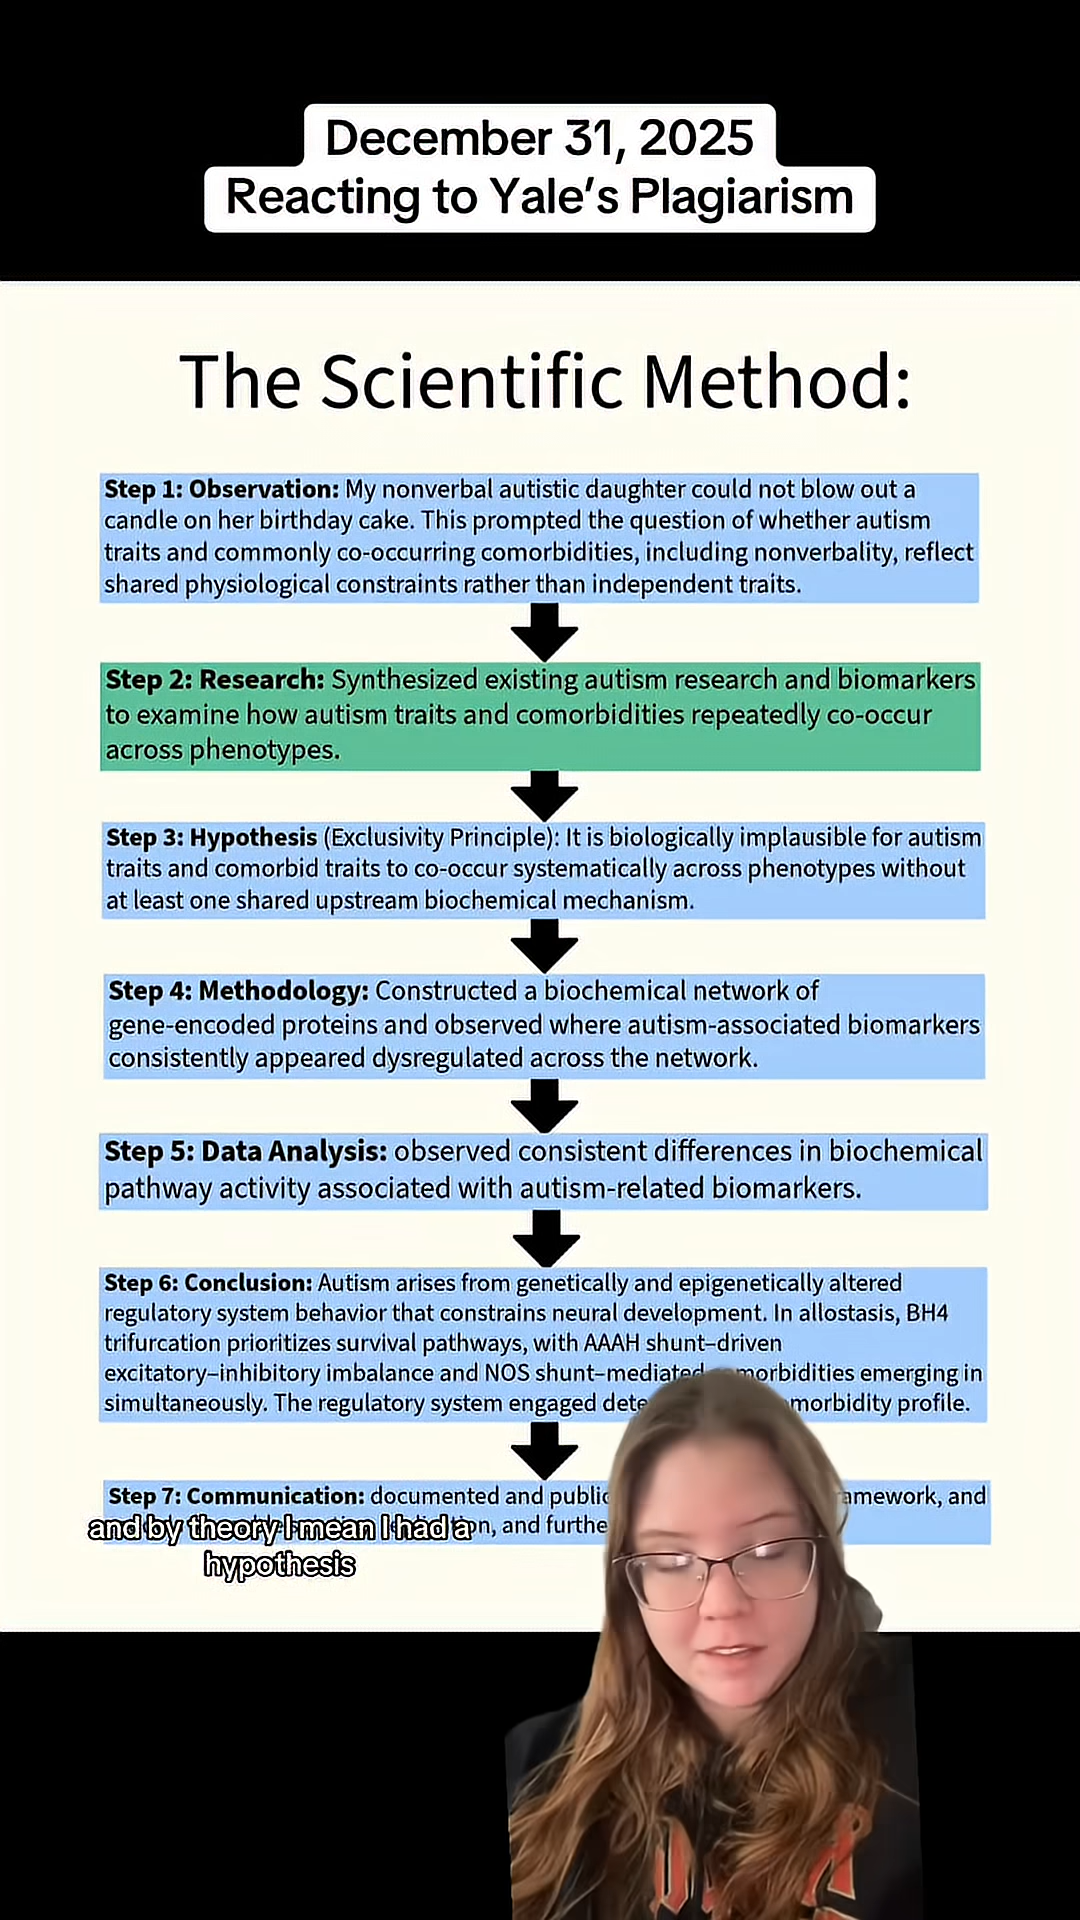 December 31, 2025
Reacting to Yale’s Plagiarism
The Scientific Method:
Step 1: Observation: My nonverbal autistic daughter could not blow out a
candle on her birthday cake. This prompted the question of whether autism
traits and commonly co-occurring comorbidities, including nonverbality, reflect
shared physiological constraints rather than independent traits.
Step 2: Research: Synthesized existing autism research and biomarkers
to examine how autism traits and comorbidities repeatedly co-occur
across phenotypes.
Step 3: Hypothesis (Exclusivity Principle): It is biologically implausible for autism
traits and comorbid traits to co-occur systematically across phenotypes without
at least one shared upstream biochemical mechanism.
Step 4: Methodology: Constructed a biochemical network of
gene-encoded proteins and observed where autism-associated biomarkers
consistently appeared dysregulated across the network.
Step 5: Data Analysis: observed consistent differences in biochemical
pathway activity associated with autism-related biomarkers.
Step 6: Conclusion: Autism arises from genetically and epigenetically altered
regulatory system behavior that constrains neural development. In allostasis, BH4
trifurcation prioritizes survival pathways, with AAAH shunt–driven
excitatory–inhibitory imbalance and NOS shunt–mediated morbidities emerging in
simultaneously. The regulatory system engaged morbidity profile.
Step 7: Communication: documented and and
and by theory I mean I had a
hypothesis